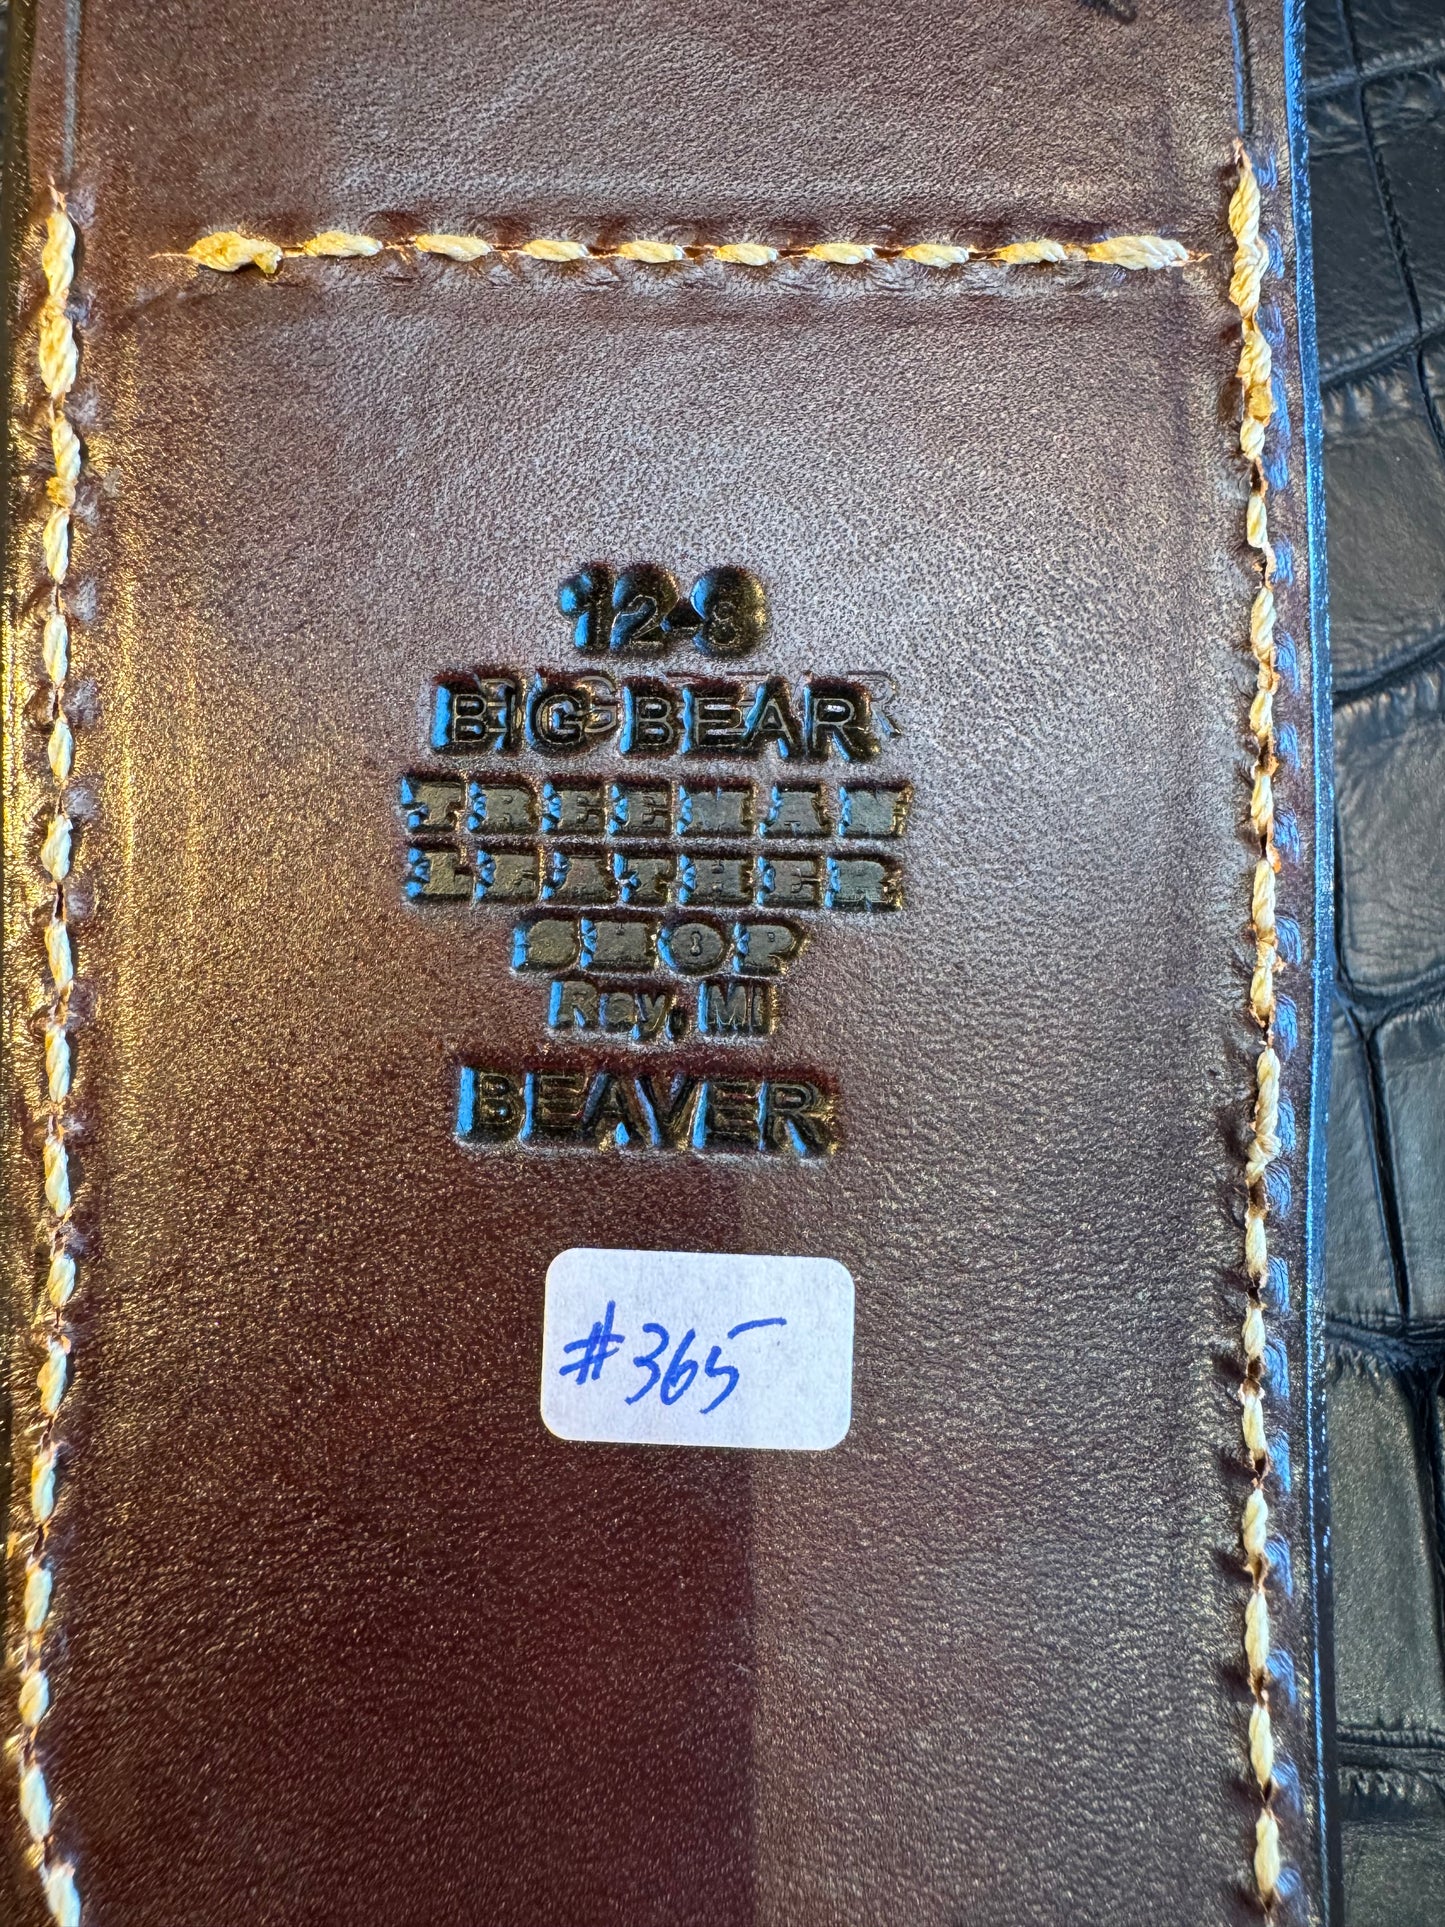 12-8
BIG BEAR
TREEMAN
LEATHER
SHOP
Ray, MI
BEAVER
#365